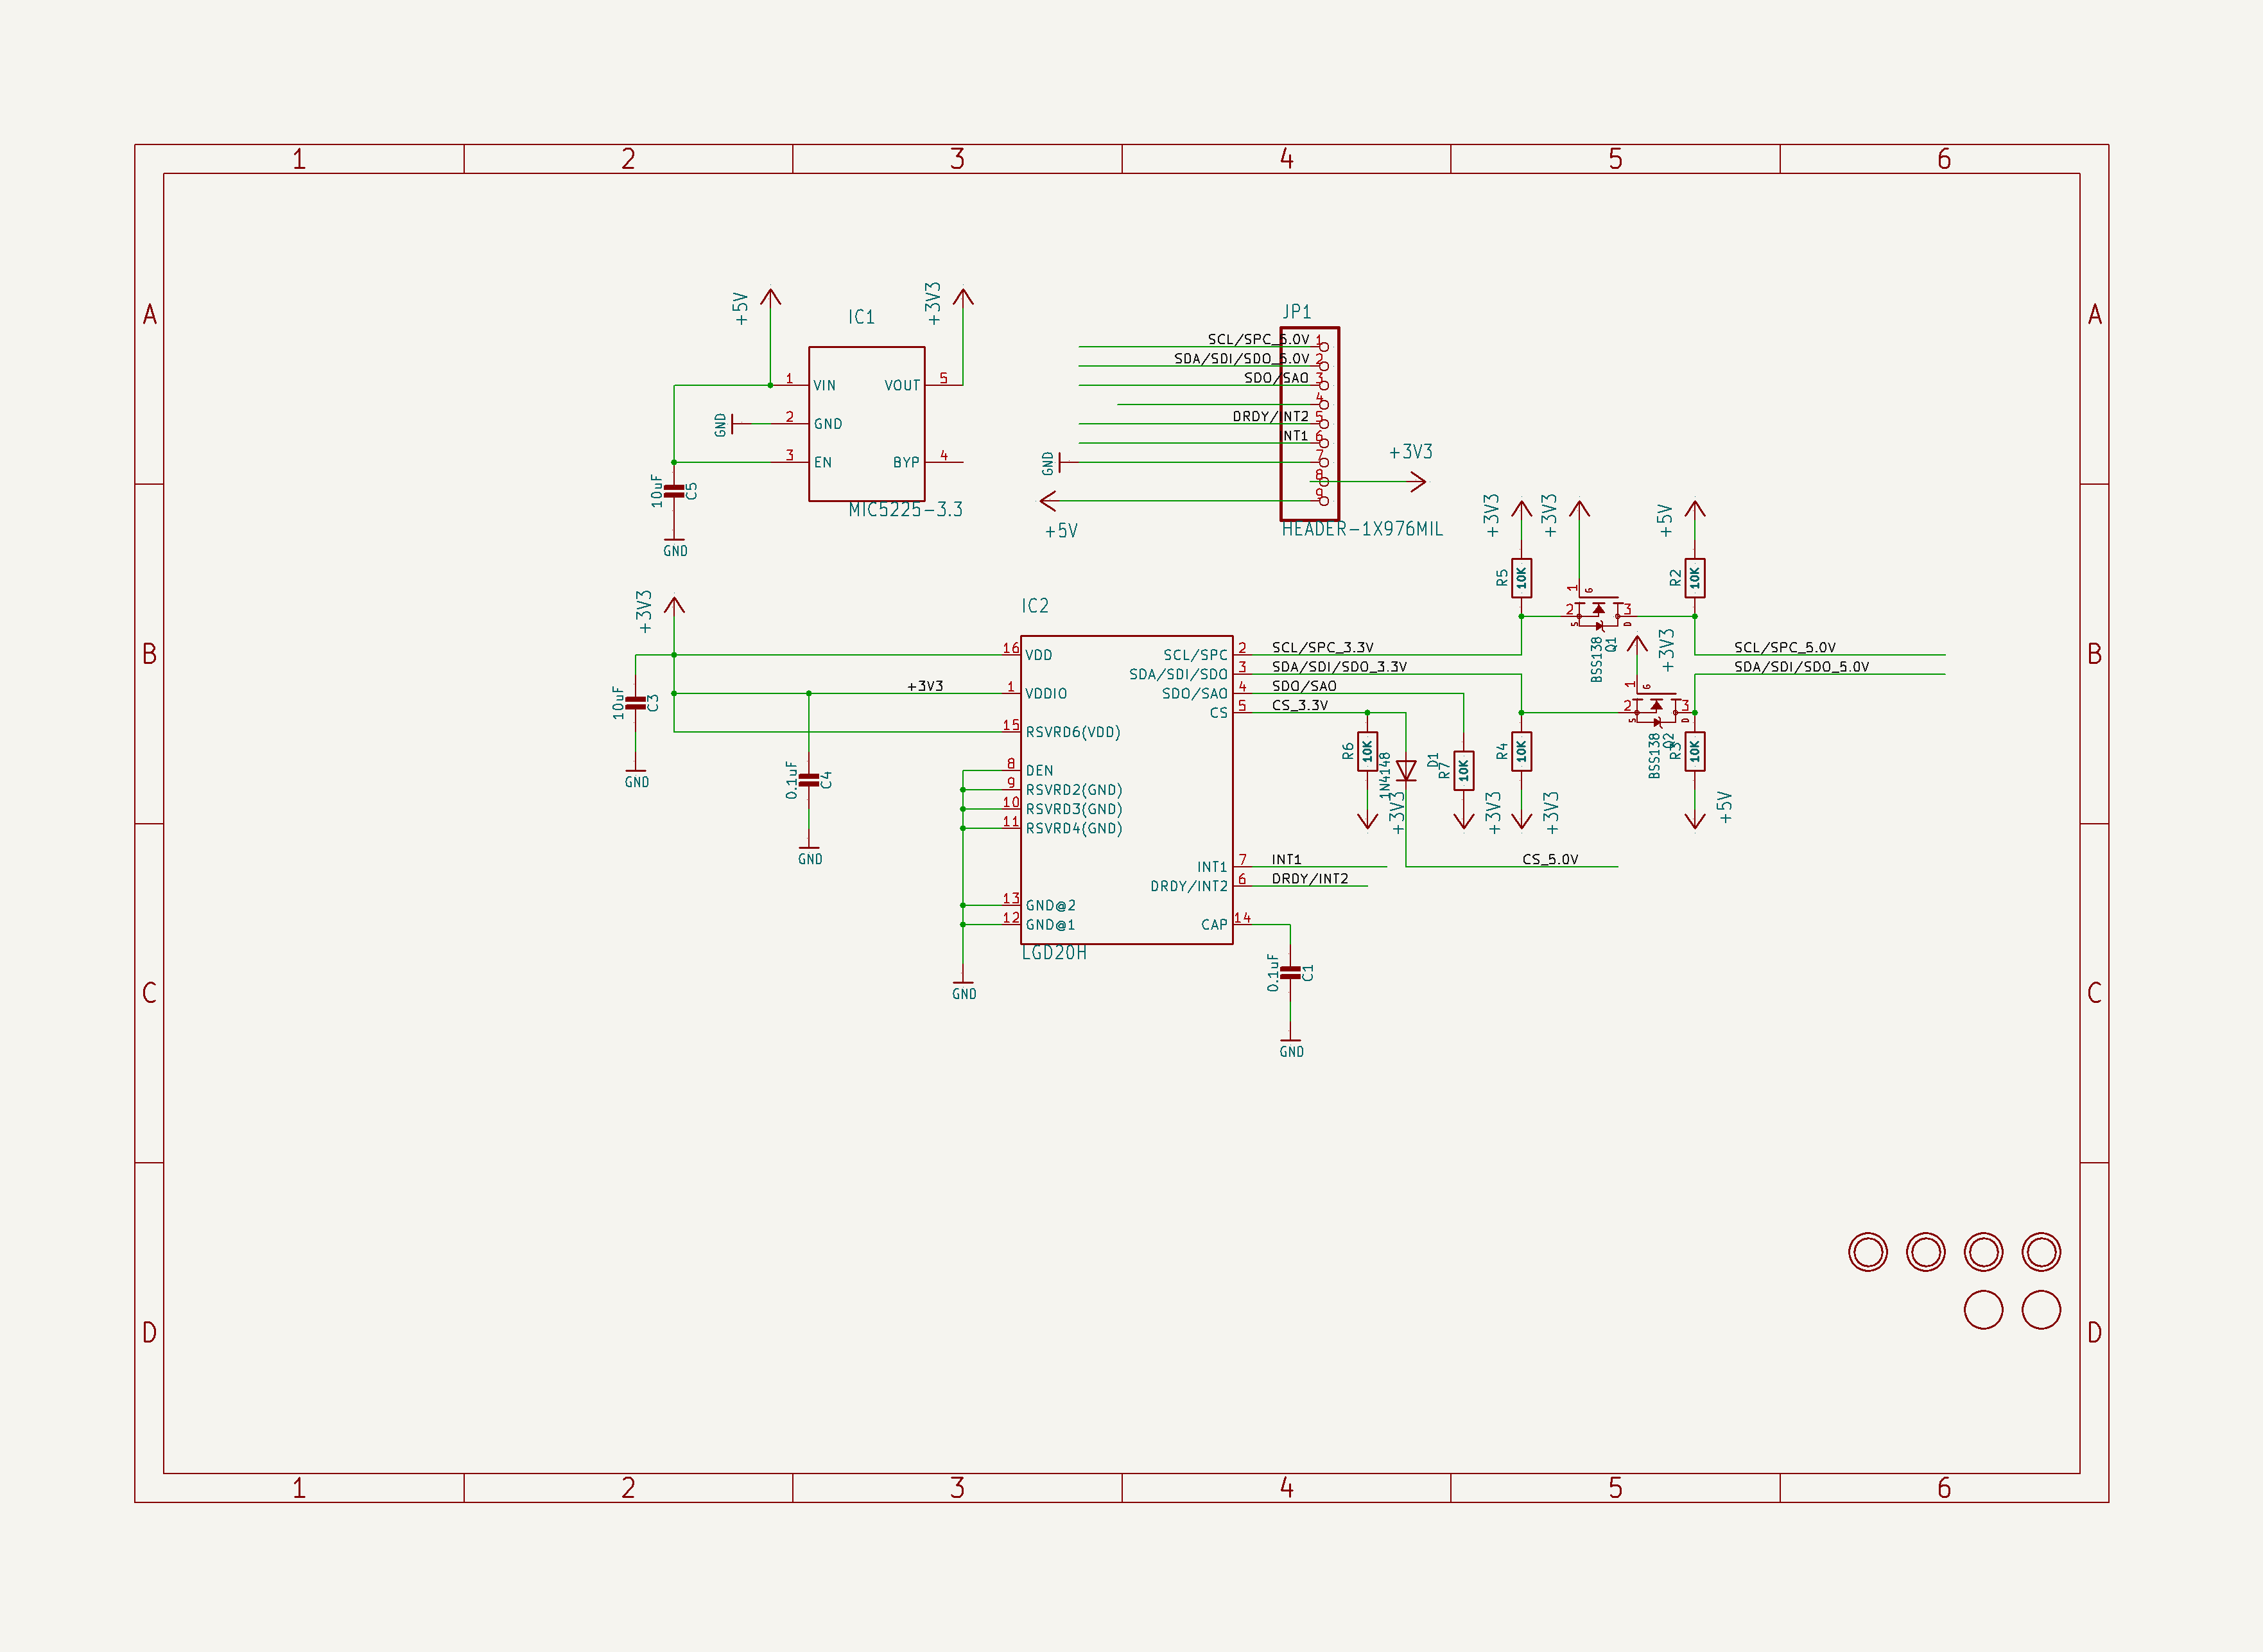 1 2 3 4 5 6
A A
+5V
+3V3
IC1
1 VIN VOUT 5
2 GND
GND
3 EN BYP 4
MIC5225-3.3
10uF
C5
GND
JP1
SCL/SPC_5.0V 1
SDA/SDI/SDO_5.0V 2
SDO/SAO 3
4
DRDY/INT2 5
INT1 6
GND 7
8 +3V3
9
+5V
HEADER-1X976MIL
+3V3 +3V3 +5V
R5 10K
1 G
2 S 3 D
BSS138
Q1
R2 10K
B B
+3V3
10uF
C3
GND
+3V3
0.1uF
C4
GND
IC2
16 VDD SCL/SPC 2 SCL/SPC_3.3V
SDA/SDI/SDO 3 SDA/SDI/SDO_3.3V
1 VDDIO SDO/SAO 4 SDO/SAO
CS 5 CS_3.3V
15 RSVRD6(VDD)
8 DEN
9 RSVRD2(GND)
10 RSVRD3(GND)
11 RSVRD4(GND)
INT1 7 INT1
DRDY/INT2 6 DRDY/INT2
13 GND@2
12 GND@1 CAP 14
LGD20H
GND
0.1uF
C1
GND
+3V3
SCL/SPC_5.0V
SDA/SDI/SDO_5.0V
1 G
2 S 3 D
BSS138
Q2
R6 10K
1N4148
D1
R7 10K
R4 10K
R3 10K
+3V3 +3V3 +3V3 +5V
CS_5.0V
C C
D D
1 2 3 4 5 6